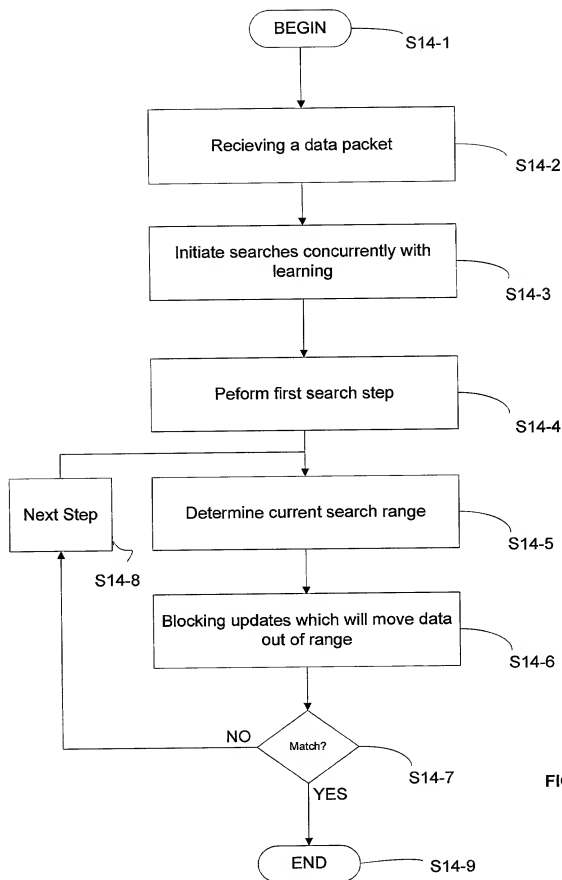 BEGIN
S14-1
Recieving a data packet
S14-2
Initiate searches concurrently with
learning
S14-3
Peform first search step
S14-4
Next Step
S14-8
Determine current search range
S14-5
Blocking updates which will move data
out of range
S14-6
Match?
NO
S14-7
YES
FIG
END
S14-9